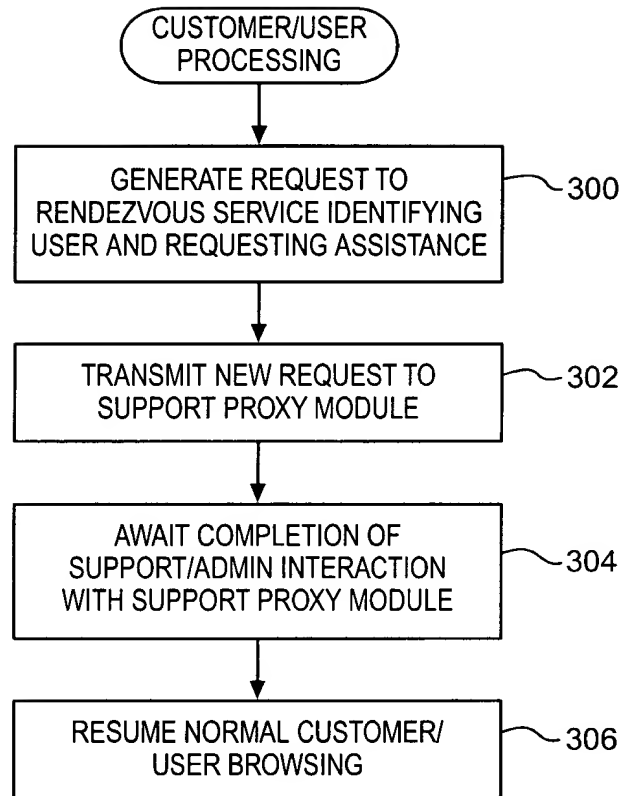 CUSTOMER/USER
PROCESSING
GENERATE REQUEST TO
RENDEZVOUS SERVICE IDENTIFYING
USER AND REQUESTING ASSISTANCE
300
TRANSMIT NEW REQUEST TO
SUPPORT PROXY MODULE
302
AWAIT COMPLETION OF
SUPPORT/ADMIN INTERACTION
WITH SUPPORT PROXY MODULE
304
RESUME NORMAL CUSTOMER/
USER BROWSING
306